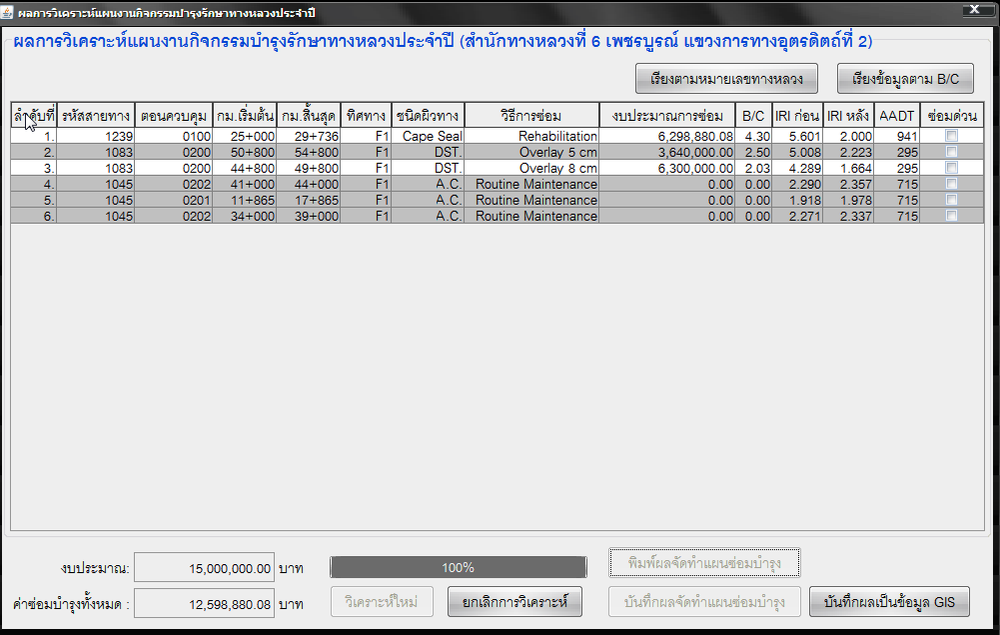 ผลการวิเคราะห์แผนงานกิจกรรมบำรุงรักษาทางหลวงประจำปี
ผลการวิเคราะห์แผนงานกิจกรรมบำรุงรักษาทางหลวงประจำปี (สำนักทางหลวงที่ 6 เพชรบูรณ์ แขวงการทางอุตรดิตถ์ที่ 2)
เรียงตามหมายเลขทางหลวง เรียงข้อมูลตาม B/C
ลำดับที่ รหัสสายทาง ตอนควบคุม กม.เริ่มต้น กม.สิ้นสุด ทิศทาง ชนิดผิวทาง วิธีการซ่อม งบประมาณการซ่อม B/C IRI ก่อน IRI หลัง AADT ซ่อมด่วน
1. 1239 0100 25+000 29+736 F1 Cape Seal Rehabilitation 6,298,880.08 4.30 5.601 2.000 941
2. 1083 0200 50+800 54+800 F1 DST. Overlay 5 cm 3,640,000.00 2.50 5.008 2.223 295
3. 1083 0200 44+800 49+800 F1 DST. Overlay 8 cm 6,300,000.00 2.03 4.289 1.664 295
4. 1045 0202 41+000 44+000 F1 A.C. Routine Maintenance 0.00 0.00 2.290 2.357 715
5. 1045 0201 11+865 17+865 F1 A.C. Routine Maintenance 0.00 0.00 1.918 1.978 715
6. 1045 0202 34+000 39+000 F1 A.C. Routine Maintenance 0.00 0.00 2.271 2.337 715
งบประมาณ: 15,000,000.00 บาท 100% พิมพ์ผลจัดทำแผนซ่อมบำรุง
ค่าซ่อมบำรุงทั้งหมด : 12,598,880.08 บาท วิเคราะห์ใหม่ ยกเลิกการวิเคราะห์ บันทึกผลจัดทำแผนซ่อมบำรุง บันทึกผลเป็นข้อมูล GIS